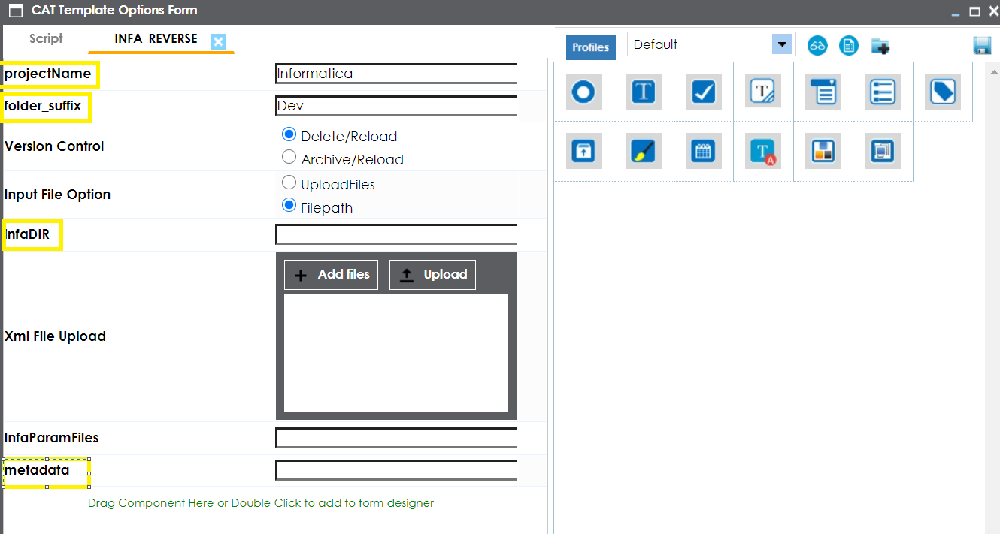 CAT Template Options Form
Script INFA_REVERSE
Profiles Default
projectName Informatica
folder_suffix Dev
Version Control
Delete/Reload
Archive/Reload
Input File Option
UploadFiles
Filepath
infaDIR
Xml File Upload
Add files Upload
InfaParamFiles
metadata
Drag Component Here or Double Click to add to form designer
T
T
T
A